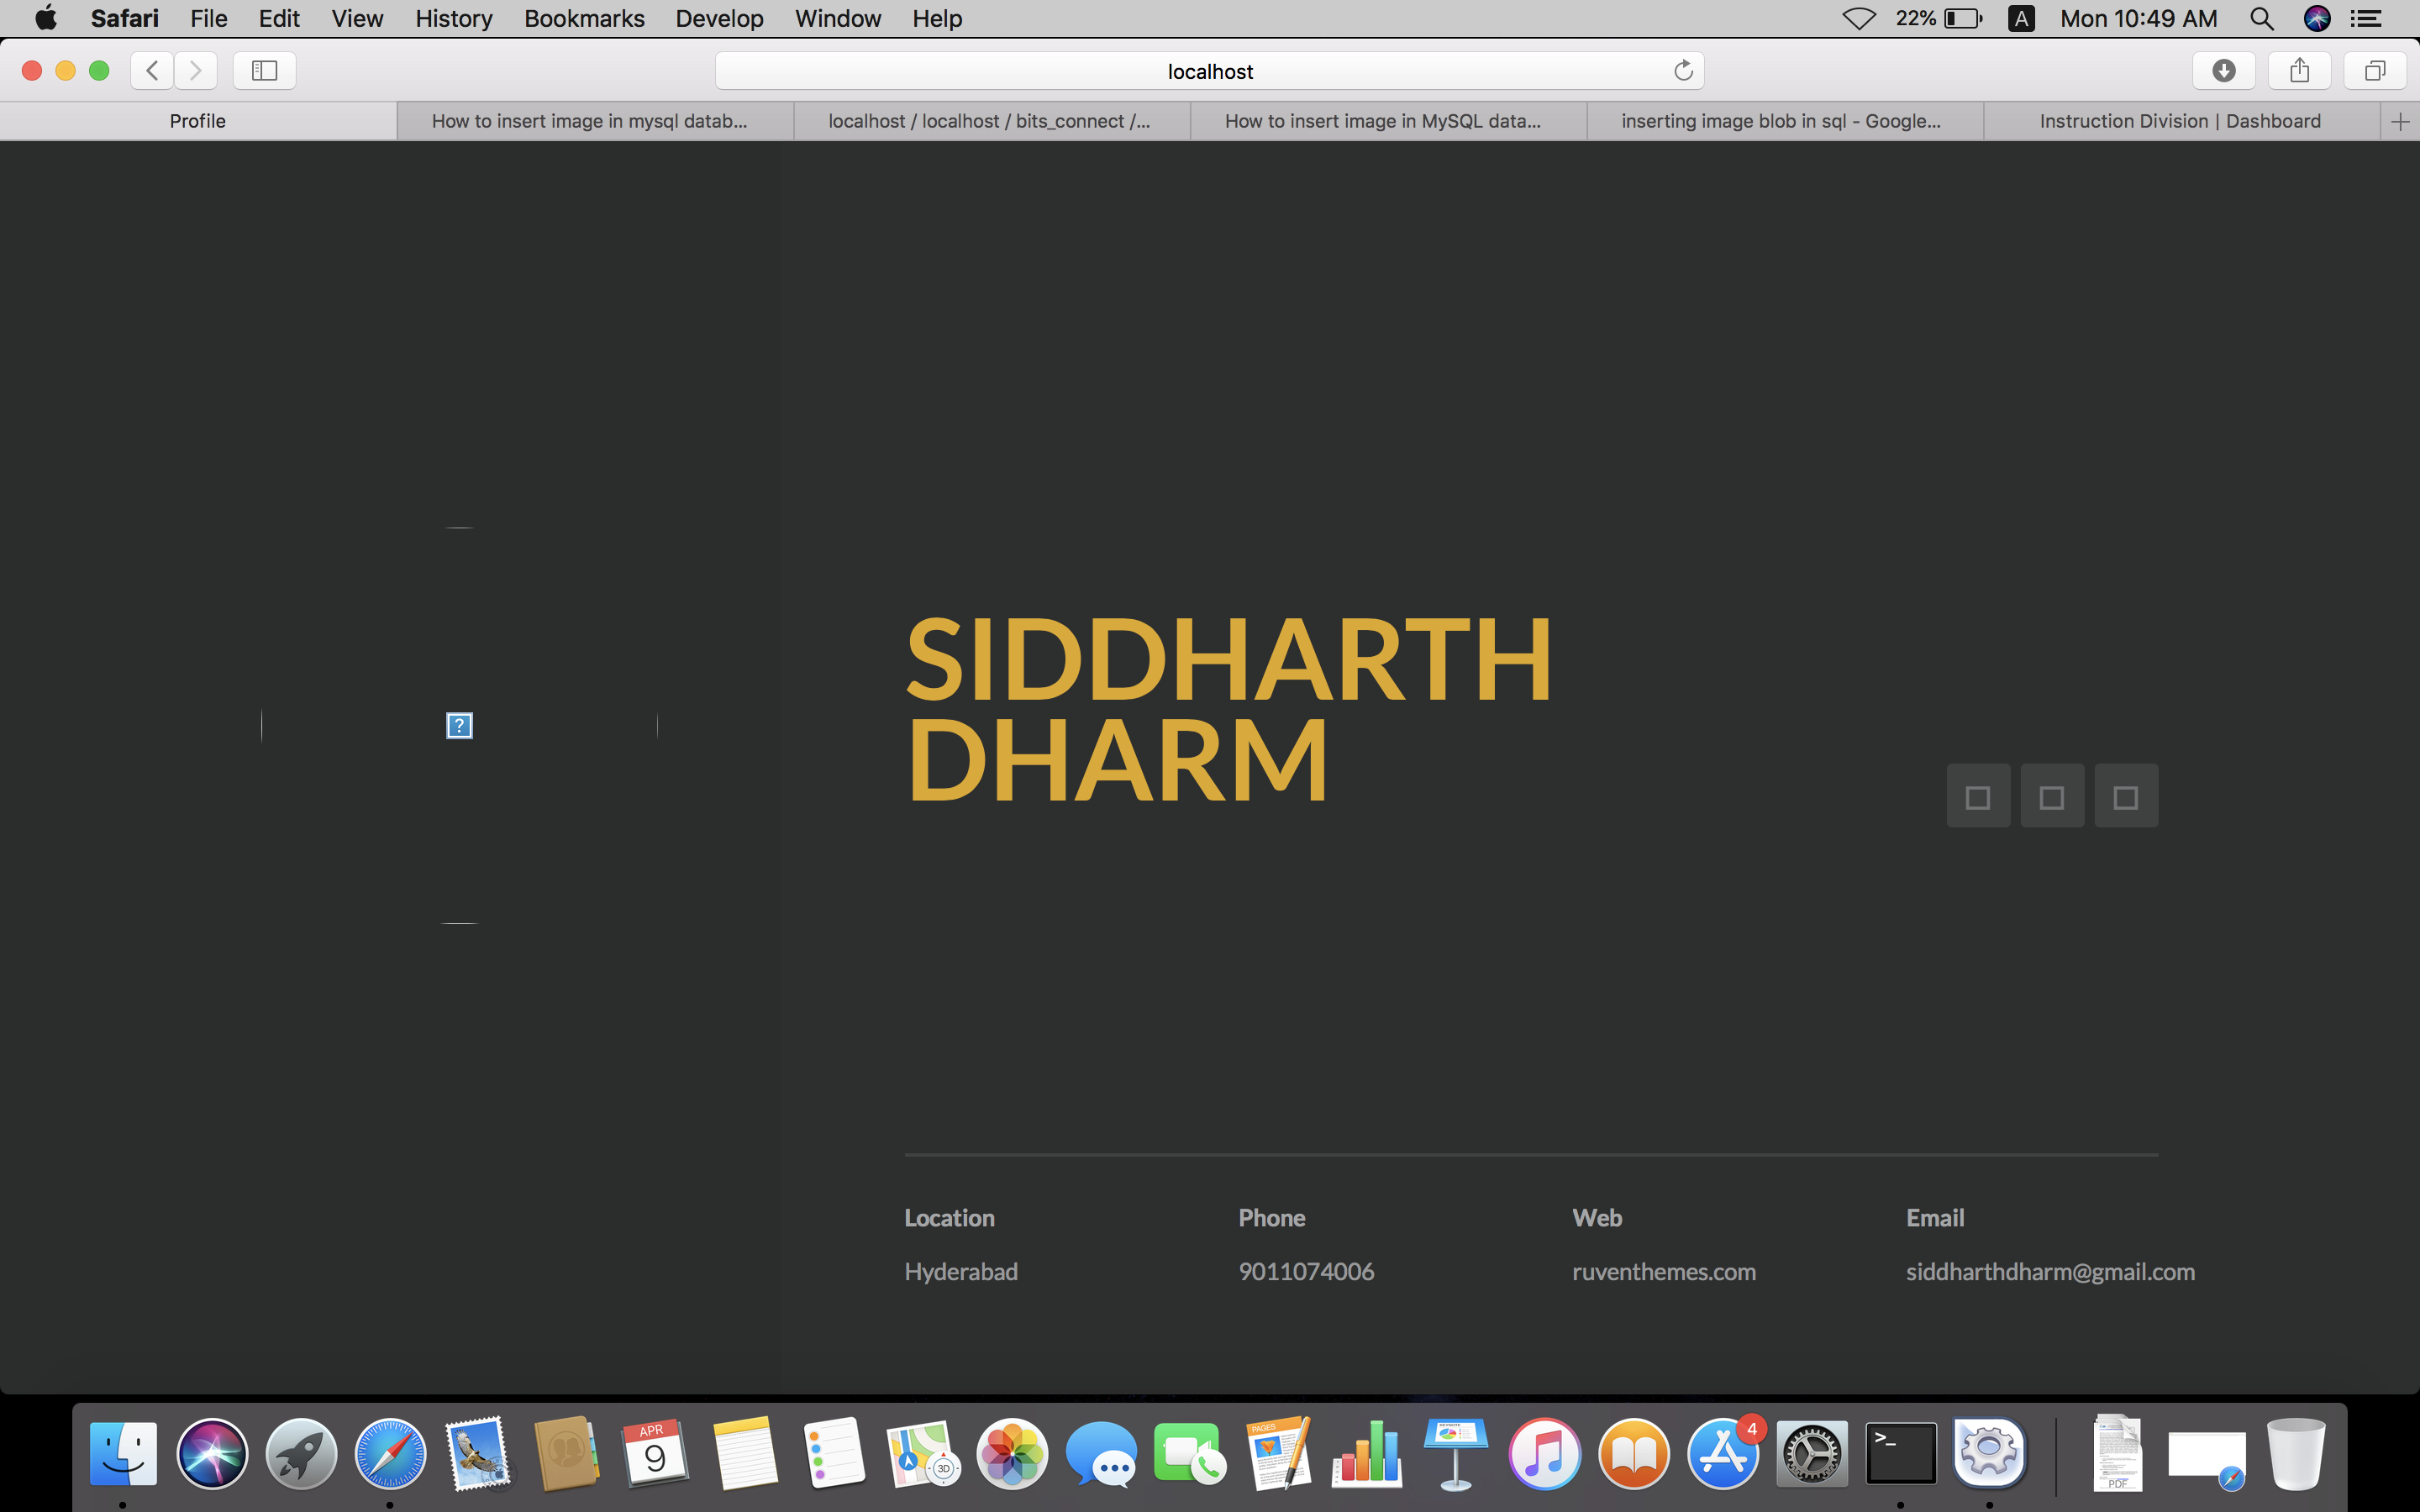 Safari File Edit View History Bookmarks Develop Window Help 22% A Mon 10:49 AM
localhost
Profile
How to insert image in mysql datab...
localhost / localhost / bits_connect /...
How to insert image in MySQL data...
inserting image blob in sql - Google...
Instruction Division | Dashboard
SIDDHARTH
DHARM
?
Location
Hyderabad
Phone
9011074006
Web
ruventhemes.com
Email
siddharthdharm@gmail.com
APR
9
3D
PAGES
4
>_
PDF